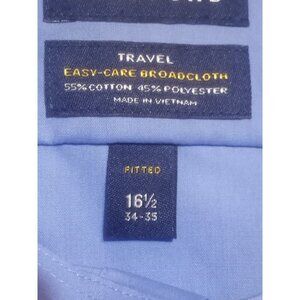 TRAVEL
EASY-CARE BROADCLOTH
55% COTTON 45% POLYESTER
MADE IN VIETNAM
FITTED
16½
34-35